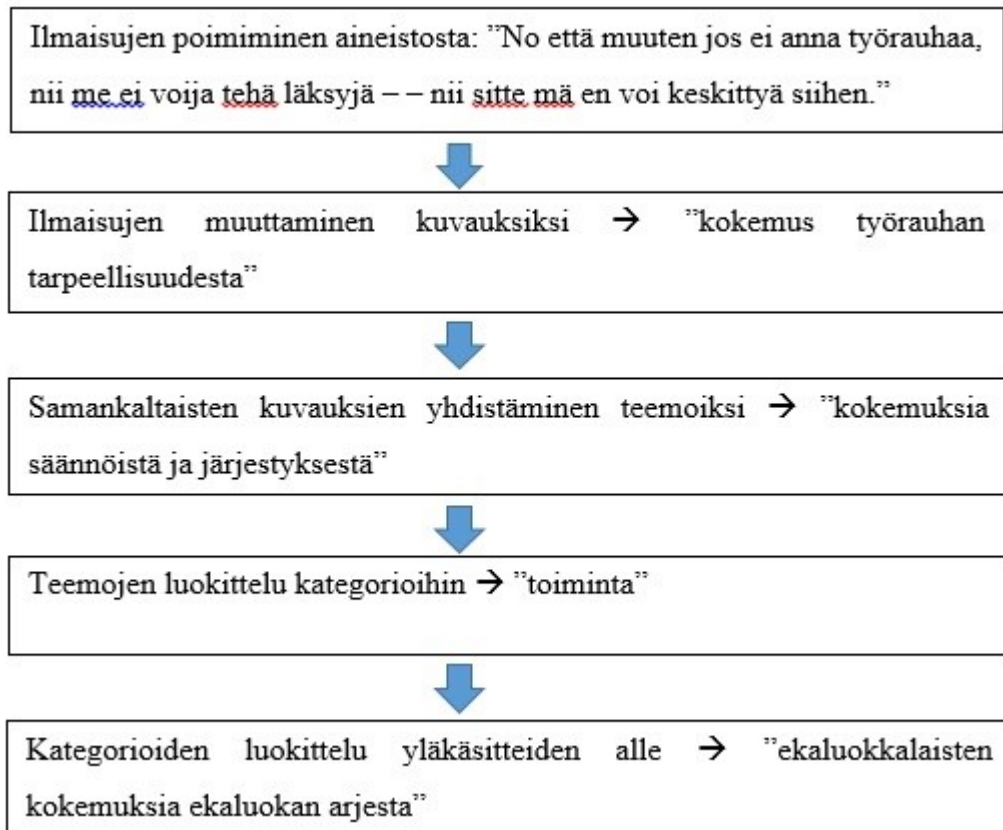 Ilmaisujen poimiminen aineistosta: ”No että muuten jos ei anna työrauhaa,
nii me ei voija tehä läksyjä – – nii sitte mä en voi keskittyä siihen.”
Ilmaisujen muuttaminen kuvauksiksi → ”kokemus työrauhan
tarpeellisuudesta”
Samankaltaisten kuvauksien yhdistäminen teemoiksi → ”kokemuksia
säännöistä ja järjestyksestä”
Teemojen luokittelu kategorioihin → ”toiminta”
Kategorioiden luokittelu yläkäsitteiden alle → ”ekaluokkalaisten
kokemuksia ekaluokan arjesta”